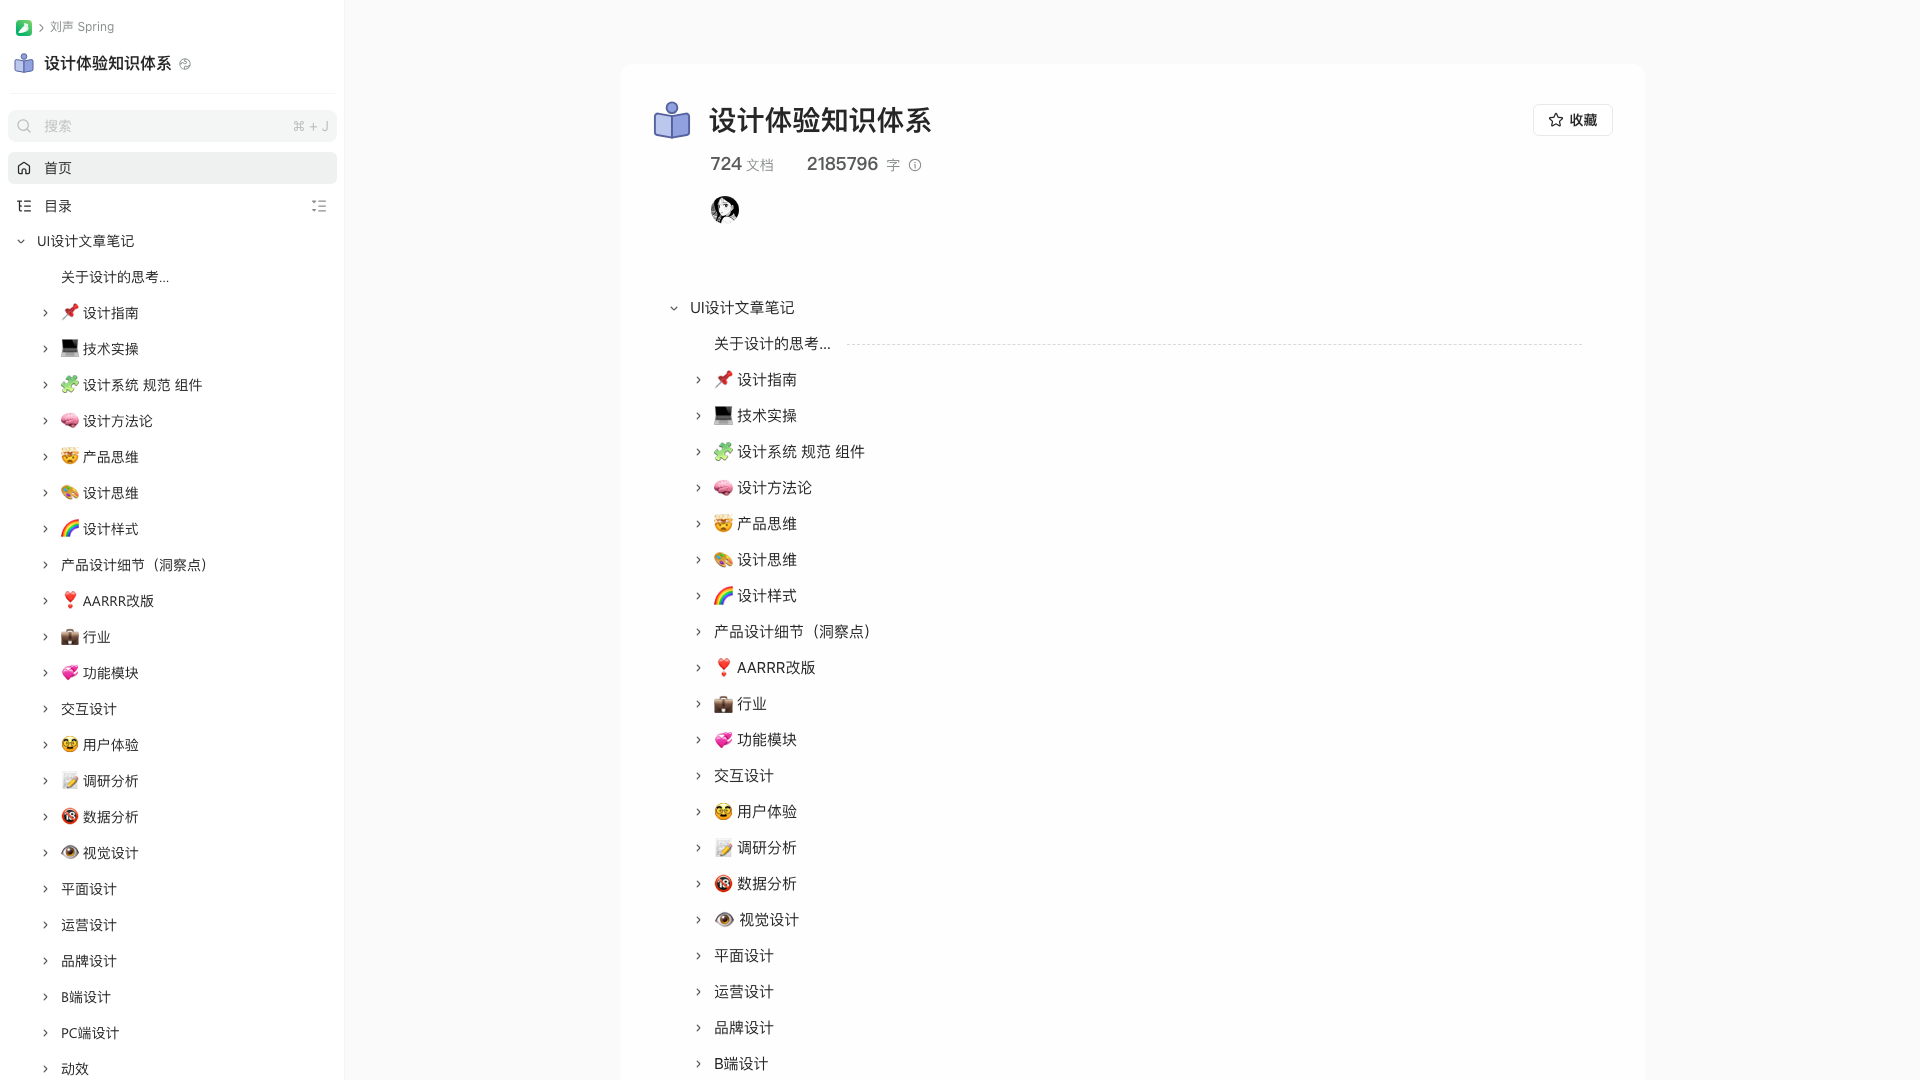 刘声 Spring
设计体验知识体系
搜索 ⌘ + J
首页
目录
UI设计文章笔记
关于设计的思考...
设计指南
技术实操
设计系统 规范 组件
设计方法论
产品思维
设计思维
设计样式
产品设计细节（洞察点）
AARRR改版
行业
功能模块
交互设计
用户体验
调研分析
数据分析
视觉设计
平面设计
运营设计
品牌设计
B端设计
PC端设计
动效
设计体验知识体系
收藏
724 文档 2185796 字
UI设计文章笔记
关于设计的思考...
设计指南
技术实操
设计系统 规范 组件
设计方法论
产品思维
设计思维
设计样式
产品设计细节（洞察点）
AARRR改版
行业
功能模块
交互设计
用户体验
调研分析
数据分析
视觉设计
平面设计
运营设计
品牌设计
B端设计